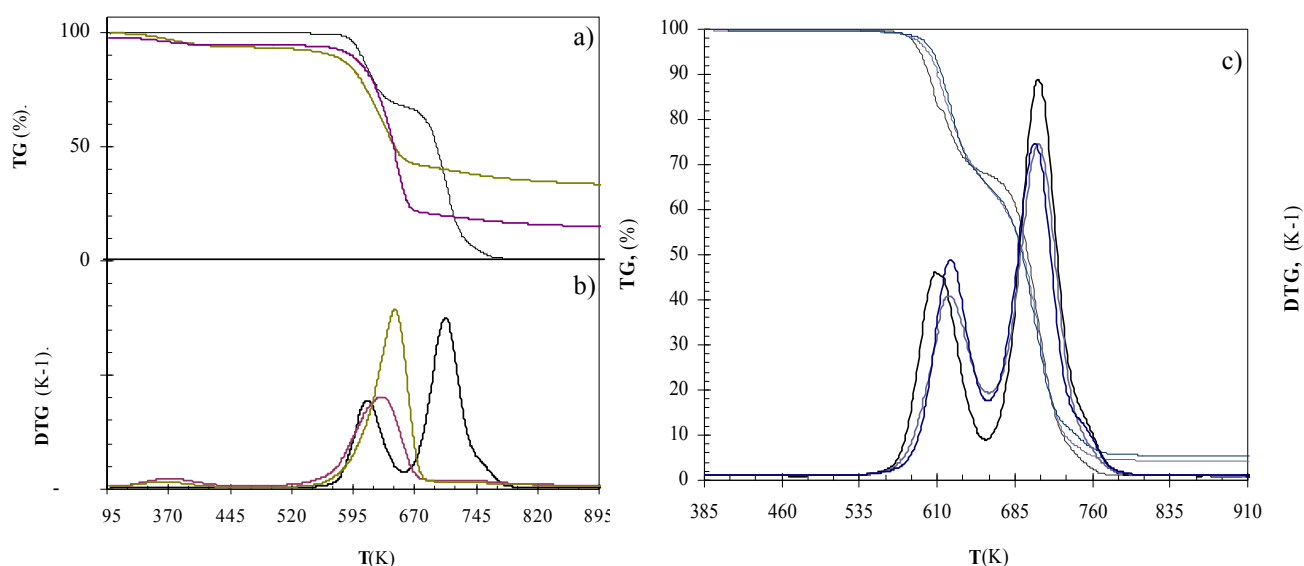 a)
100
50
0
TG (%).
b)
DTG (K-1).
-
95 370 445 520 595 670 745 820 895
T(K)
c)
100
90
80
70
60
50
40
30
20
10
0
TG, (%)
DTG, (K-1)
385 460 535 610 685 760 835 910
T(K)